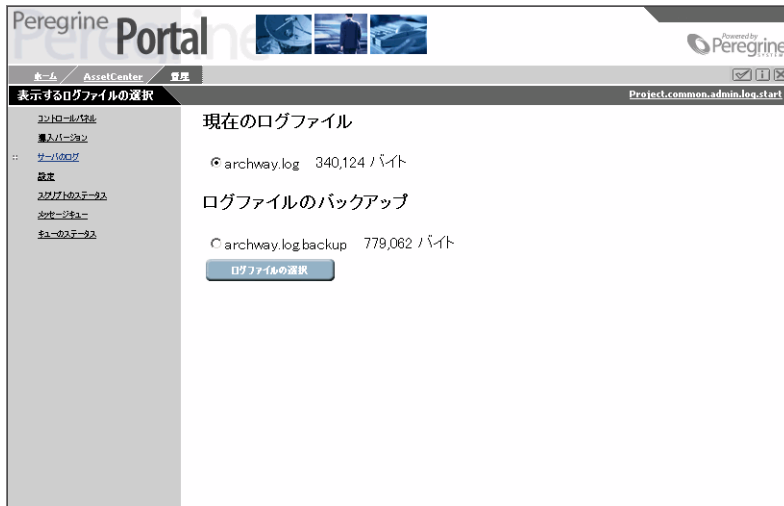 Peregrine Portal
Powered by
Peregrine
SYSTEMS
ホーム AssetCenter 管理
表示するログファイルの選択 Project.common.admin.log.start
コントロールパネル
導入バージョン
サーバのログ
設定
スクリプトのステータス
メッセージキュー
キューのステータス
現在のログファイル
archway.log 340,124 バイト
ログファイルのバックアップ
archway.log.backup 779,062 バイト
ログファイルの選択